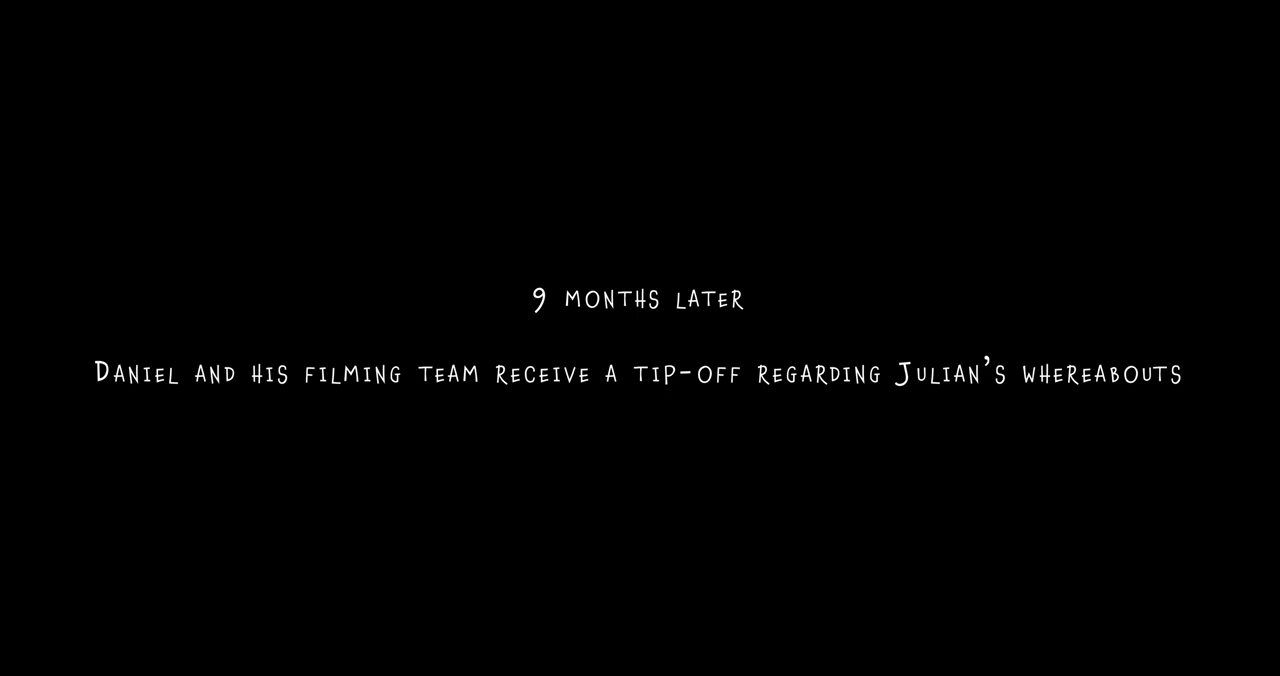 9 months later
Daniel and his filming team receive a tip-off regarding Julian's whereabouts